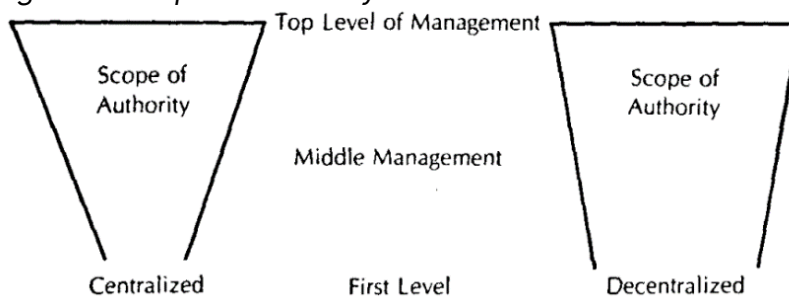 Top Level of Management
Scope of
Authority
Scope of
Authority
Middle Management
Centralized
First Level
Decentralized